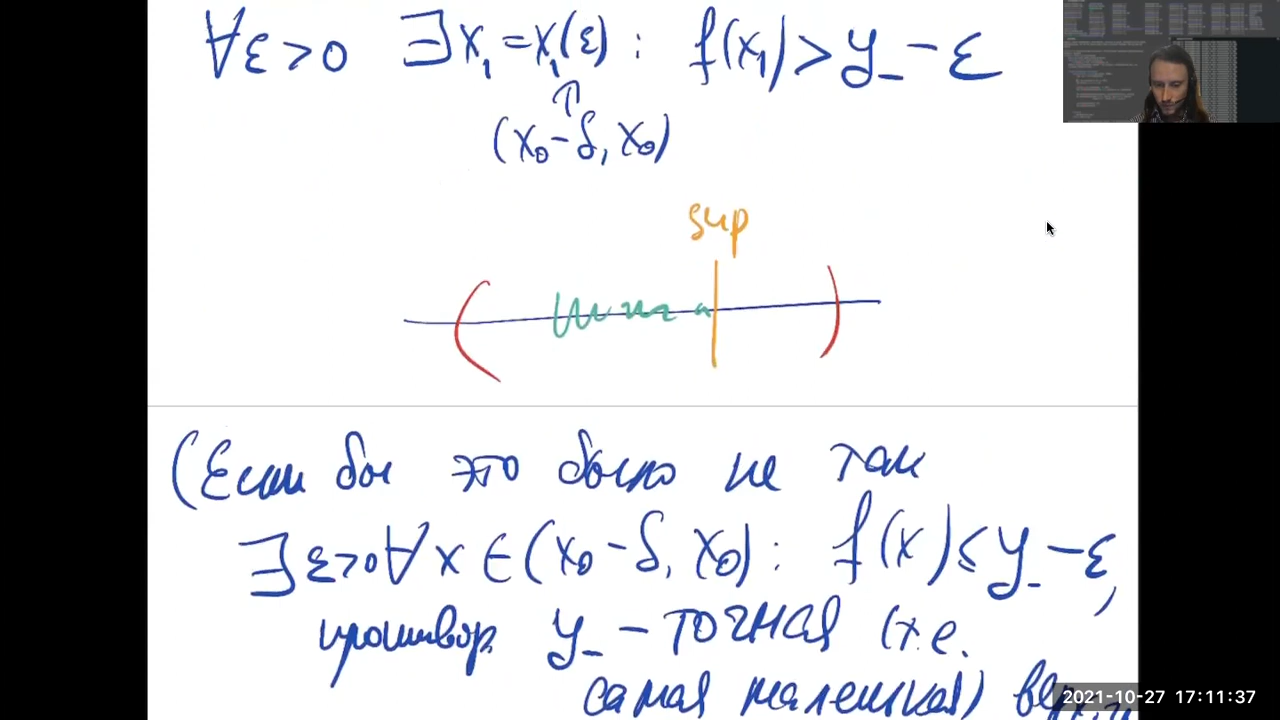 ∀ε>0 ∃x₁=x₁(ε): f(x₁)>y₋-ε
(x₀-δ, x₀)
sup
(Если бы это было не так
∃ε>0∀x∈(x₀-δ, x₀): f(x)≤y₋-ε,
противор. y₋-точная (т.е.
самая маленькая)
2021-10-27 17:11:37